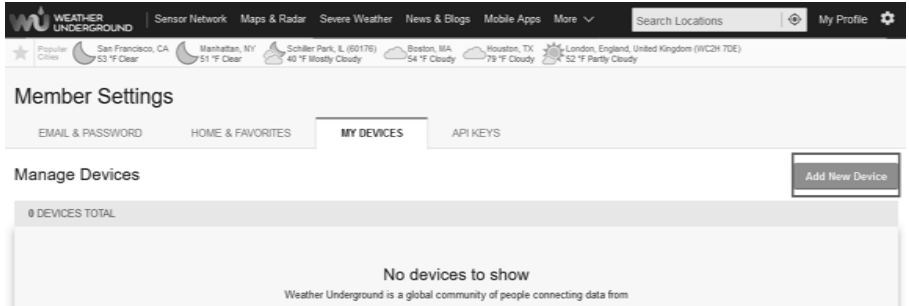 WEATHER UNDERGROUND Sensor Network Maps & Radar Severe Weather News & Blogs Mobile Apps More Search Locations My Profile
Popular Cities San Francisco, CA 53 °F Clear Manhattan, NY 51 °F Clear Schiller Park, IL (60176) 40 °F Mostly Cloudy Boston, MA 54 °F Cloudy Houston, TX 79 °F Cloudy London, England, United Kingdom (WC2H 7DE) 52 °F Partly Cloudy
Member Settings
EMAIL & PASSWORD HOME & FAVORITES MY DEVICES API KEYS
Manage Devices Add New Device
0 DEVICES TOTAL
No devices to show
Weather Underground is a global community of people connecting data from